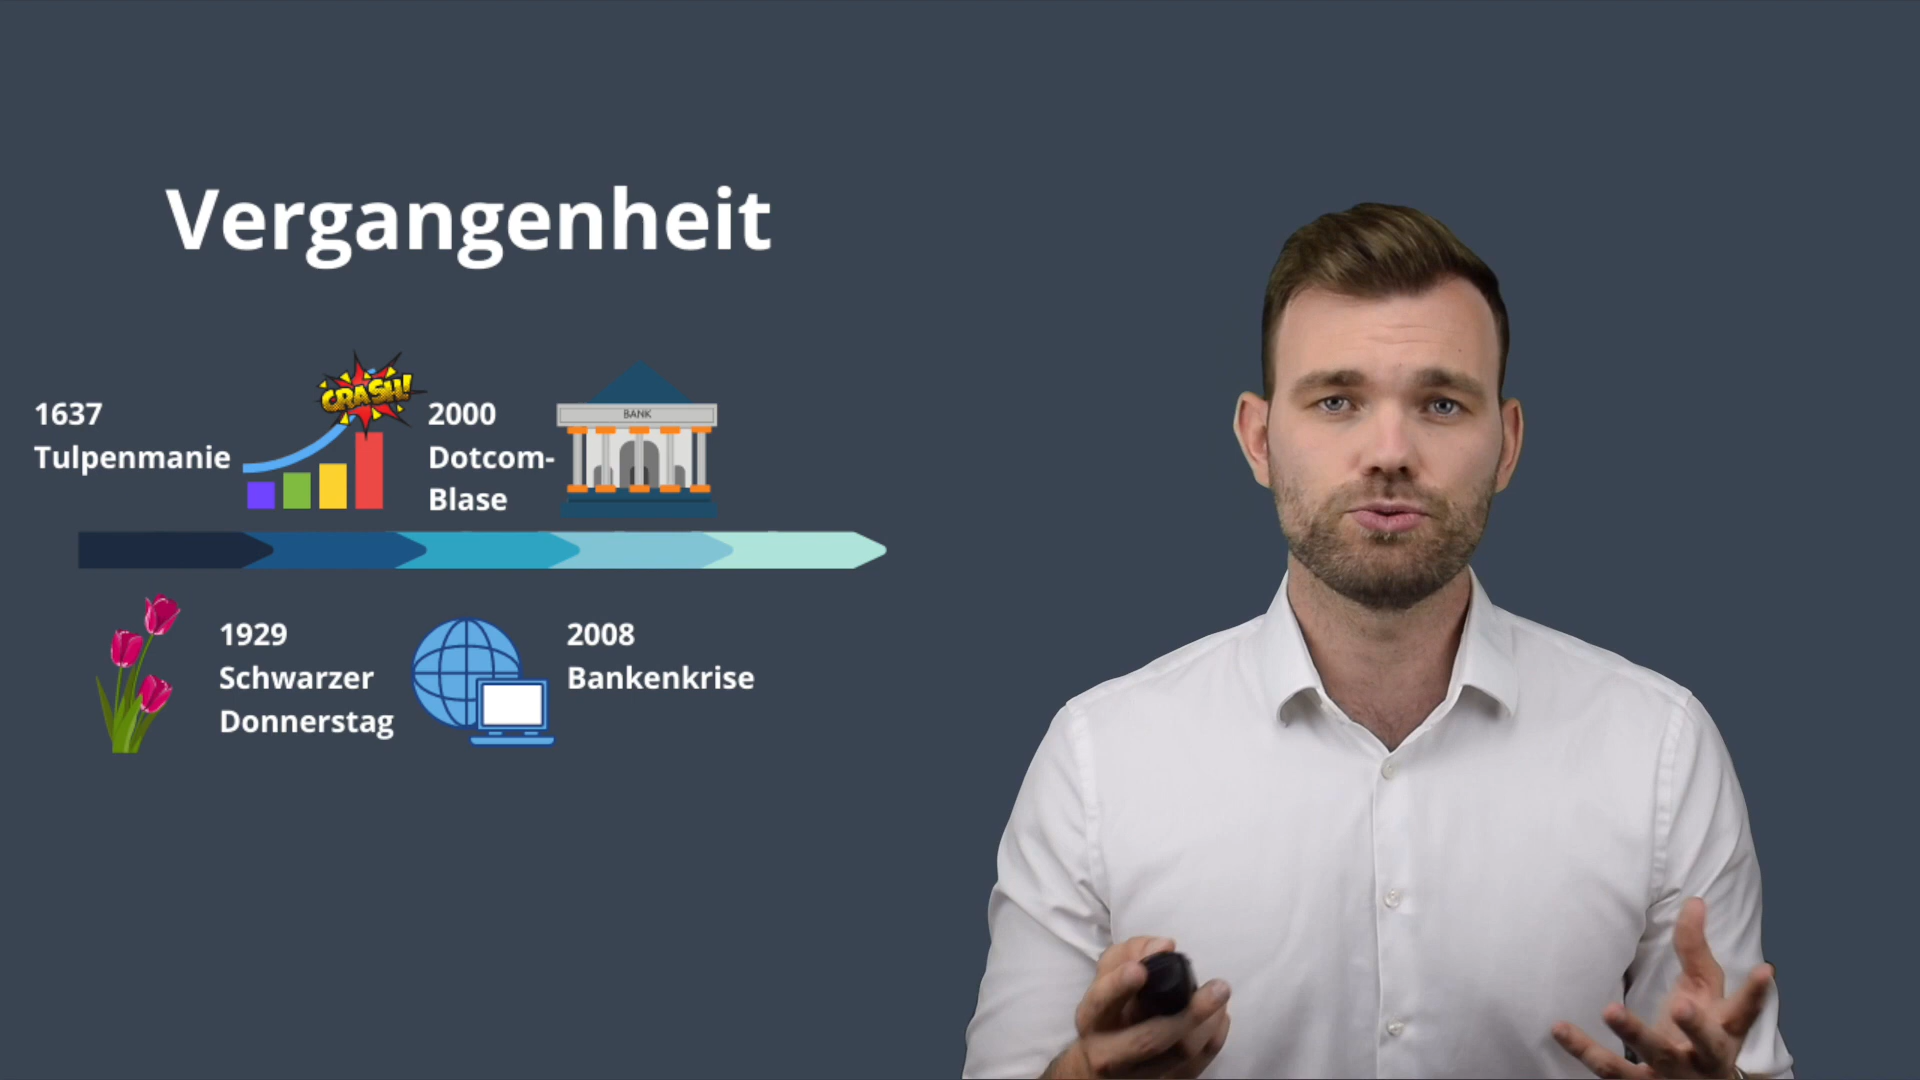 Vergangenheit
1637
Tulpenmanie
CRASH!
2000
Dotcom-
Blase
BANK
1929
Schwarzer
Donnerstag
2008
Bankenkrise